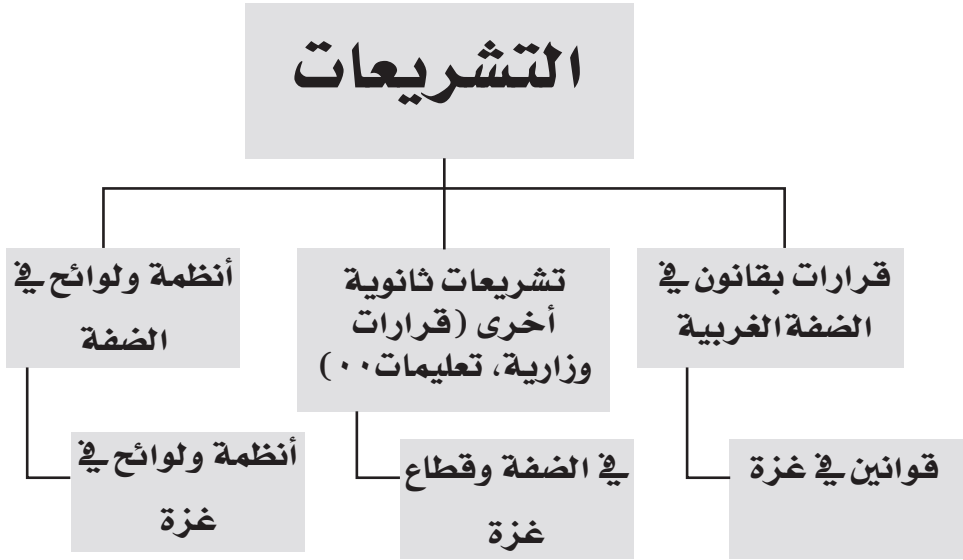 التشريعات
قرارات بقانون في
الضفة الغربية
تشريعات ثانوية
أخرى (قرارات
وزارية، تعليمات..)
أنظمة ولوائح في
الضفة
قوانين في غزة
في الضفة وقطاع
غزة
أنظمة ولوائح في
غزة